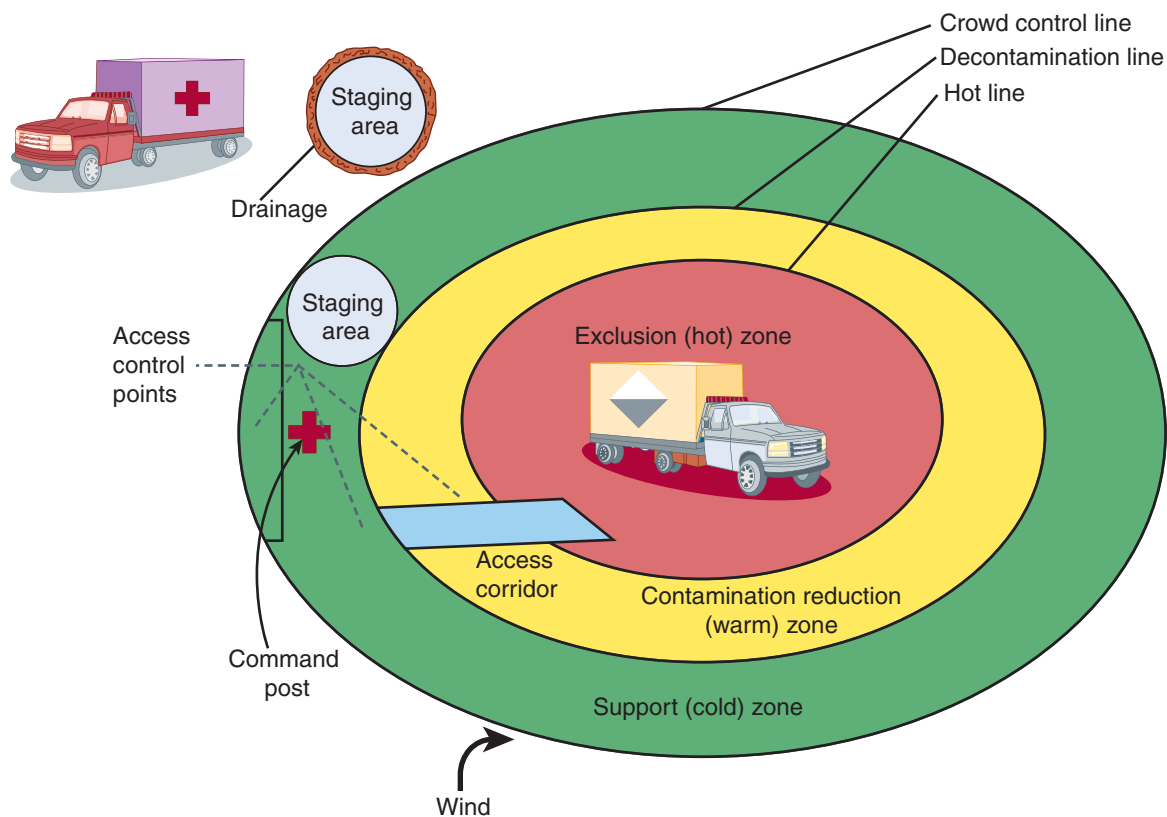 Crowd control line
Decontamination line
Hot line
Staging
area
Drainage
Staging
area
Access
control
points
Exclusion (hot) zone
Access
corridor
Contamination reduction
(warm) zone
Command
post
Support (cold) zone
Wind